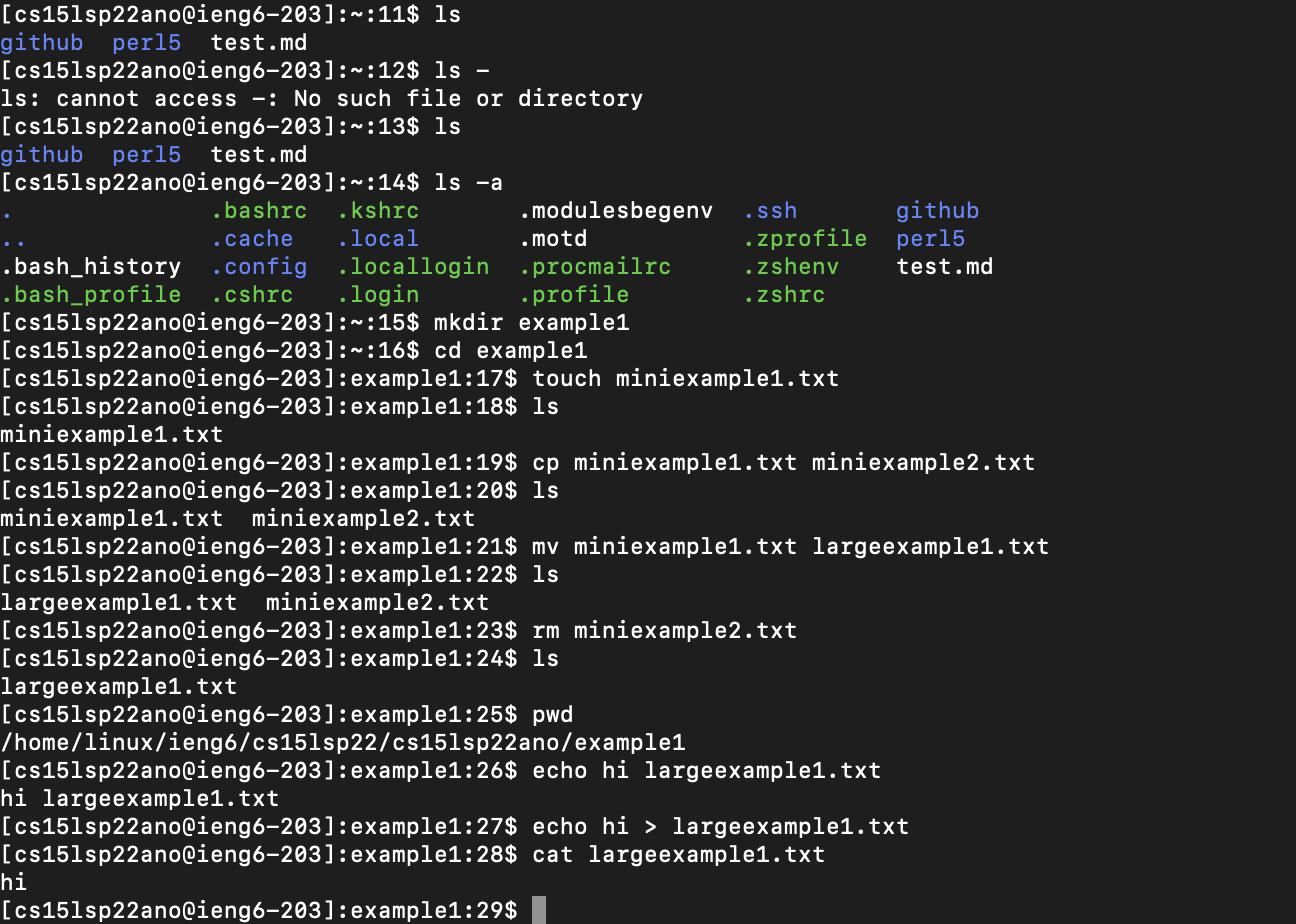 [cs15lsp22ano@ieng6-203]:~:11$ ls
github  perl5  test.md
[cs15lsp22ano@ieng6-203]:~:12$ ls -
ls: cannot access -: No such file or directory
[cs15lsp22ano@ieng6-203]:~:13$ ls
github  perl5  test.md
[cs15lsp22ano@ieng6-203]:~:14$ ls -a
.              .bashrc  .kshrc       .modulesbegenv  .ssh       github
..             .cache   .local       .motd           .zprofile  perl5
.bash_history  .config  .locallogin  .procmailrc     .zshenv    test.md
.bash_profile  .cshrc   .login       .profile        .zshrc
[cs15lsp22ano@ieng6-203]:~:15$ mkdir example1
[cs15lsp22ano@ieng6-203]:~:16$ cd example1
[cs15lsp22ano@ieng6-203]:example1:17$ touch miniexample1.txt
[cs15lsp22ano@ieng6-203]:example1:18$ ls
miniexample1.txt
[cs15lsp22ano@ieng6-203]:example1:19$ cp miniexample1.txt miniexample2.txt
[cs15lsp22ano@ieng6-203]:example1:20$ ls
miniexample1.txt  miniexample2.txt
[cs15lsp22ano@ieng6-203]:example1:21$ mv miniexample1.txt largeexample1.txt
[cs15lsp22ano@ieng6-203]:example1:22$ ls
largeexample1.txt  miniexample2.txt
[cs15lsp22ano@ieng6-203]:example1:23$ rm miniexample2.txt
[cs15lsp22ano@ieng6-203]:example1:24$ ls
largeexample1.txt
[cs15lsp22ano@ieng6-203]:example1:25$ pwd
/home/linux/ieng6/cs15lsp22/cs15lsp22ano/example1
[cs15lsp22ano@ieng6-203]:example1:26$ echo hi largeexample1.txt
hi largeexample1.txt
[cs15lsp22ano@ieng6-203]:example1:27$ echo hi > largeexample1.txt
[cs15lsp22ano@ieng6-203]:example1:28$ cat largeexample1.txt
hi
[cs15lsp22ano@ieng6-203]:example1:29$